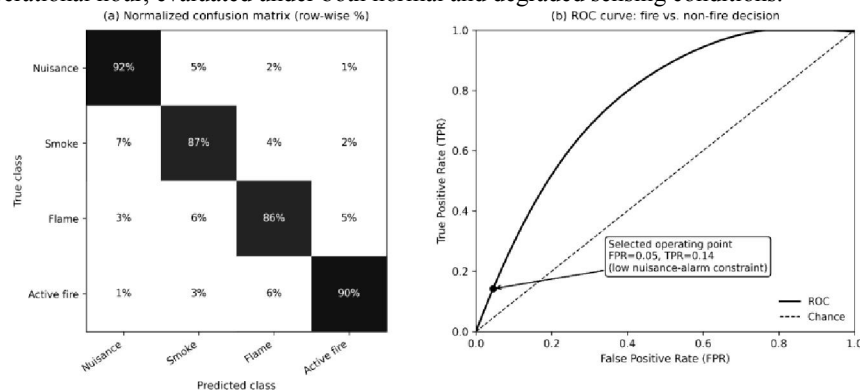 erational hour, evaluated under both normal and degraded sensing conditions.
(a) Normalized confusion matrix (row-wise %)
Nuisance
92%
5%
2%
1%
Smoke
7%
87%
4%
2%
Flame
3%
6%
86%
5%
Active fire
1%
3%
6%
90%
True class
Nuisance
Smoke
Flame
Active fire
Predicted class
(b) ROC curve: fire vs. non-fire decision
1.0
0.8
0.6
0.4
0.2
0.0
True Positive Rate (TPR)
Selected operating point
FPR=0.05, TPR=0.14
(low nuisance-alarm constraint)
ROC
Chance
0.0
0.2
0.4
0.6
0.8
1.0
False Positive Rate (FPR)